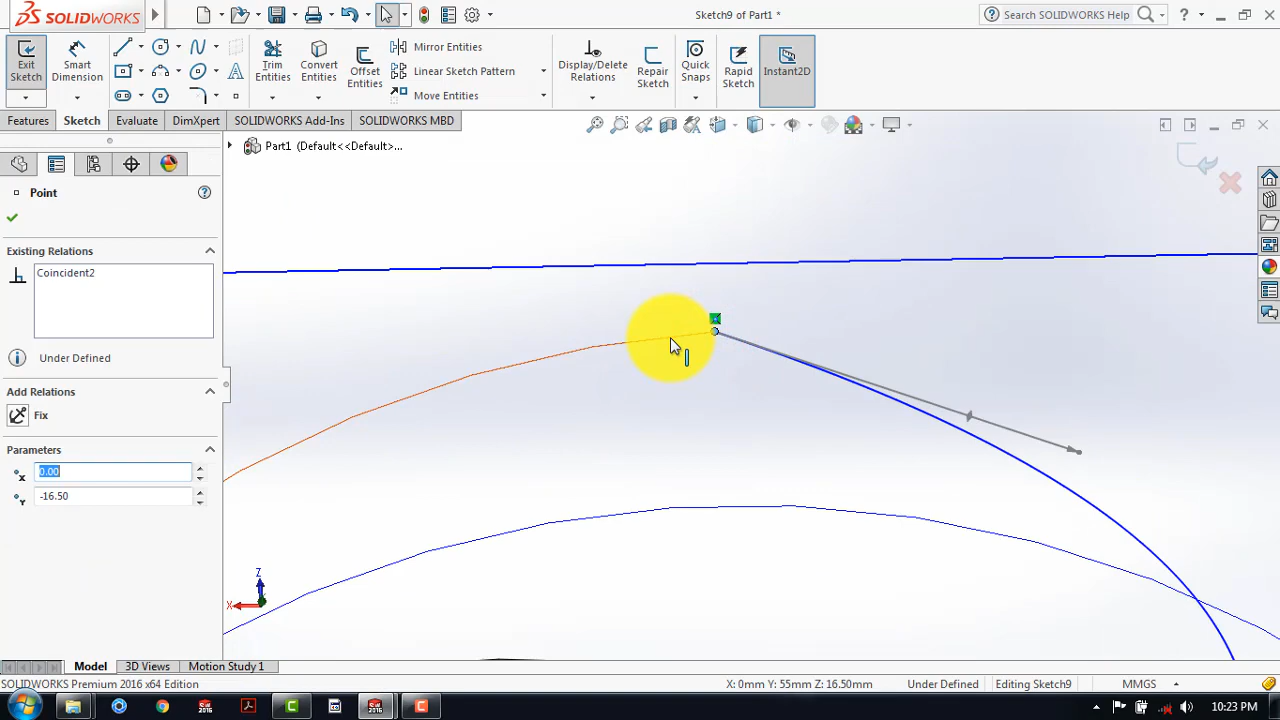 SOLIDWORKS
Sketch9 of Part1 *
Search SOLIDWORKS Help
?
Exit Sketch
Smart Dimension
Trim Entities
Convert Entities
Offset Entities
Mirror Entities
Linear Sketch Pattern
Move Entities
Display/Delete Relations
Repair Sketch
Quick Snaps
Rapid Sketch
Instant2D
Features
Sketch
Evaluate
DimXpert
SOLIDWORKS Add-Ins
SOLIDWORKS MBD
Part1 (Default<<Default>...
Point
Existing Relations
Coincident2
Under Defined
Add Relations
Fix
Parameters
0.00
-16.50
Z
X
Model
3D Views
Motion Study 1
SOLIDWORKS Premium 2016 x64 Edition
X: 0mm Y: 55mm Z: 16.50mm
Under Defined
Editing Sketch9
MMGS
10:23 PM